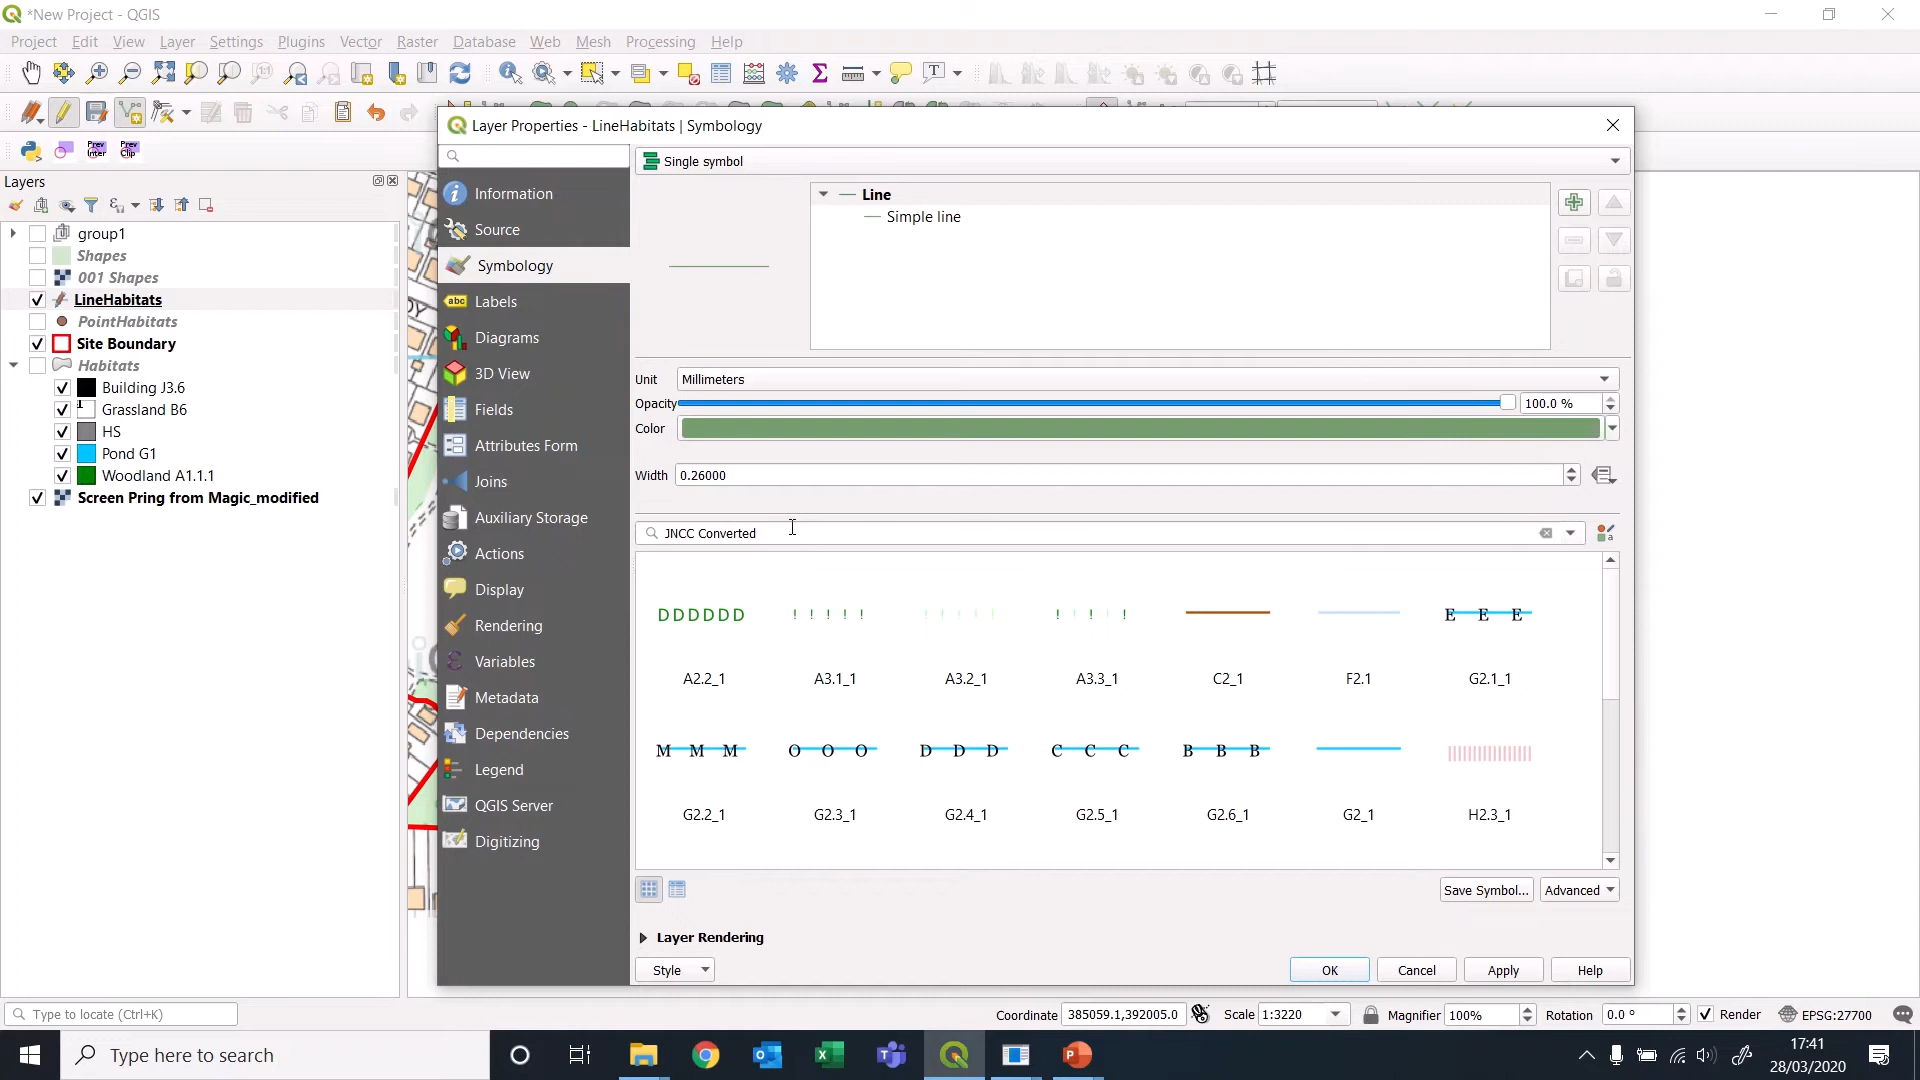 *New Project - QGIS
Project Edit View Layer Settings Plugins Vector Raster Database Web Mesh Processing Help
Prev Inter
Prev Clip
Layers
group1
Shapes
001 Shapes
LineHabitats
PointHabitats
Site Boundary
Habitats
Building J3.6
Grassland B6
HS
Pond G1
Woodland A1.1.1
Screen Pring from Magic_modified
Layer Properties - LineHabitats | Symbology
Information
Source
Symbology
abc Labels
Diagrams
3D View
Fields
Attributes Form
Joins
Auxiliary Storage
Actions
Display
Rendering
Variables
Metadata
Dependencies
Legend
QGIS Server
Digitizing
Single symbol
Line
Simple line
Unit Millimeters
Opacity 100.0 %
Color
Width 0.26000
JNCC Converted
D D D D D D ! ! ! ! ! ! ! ! ! E E E
A2.2_1 A3.1_1 A3.2_1 A3.3_1 C2_1 F2.1 G2.1_1
M M M O O O D D D C C C B B B
G2.2_1 G2.3_1 G2.4_1 G2.5_1 G2.6_1 G2_1 H2.3_1
Save Symbol... Advanced
Layer Rendering
Style OK Cancel Apply Help
Type to locate (Ctrl+K) Coordinate 385059.1,392005.0 Scale 1:3220 Magnifier 100% Rotation 0.0 ° Render EPSG:27700
Type here to search
17:41
28/03/2020